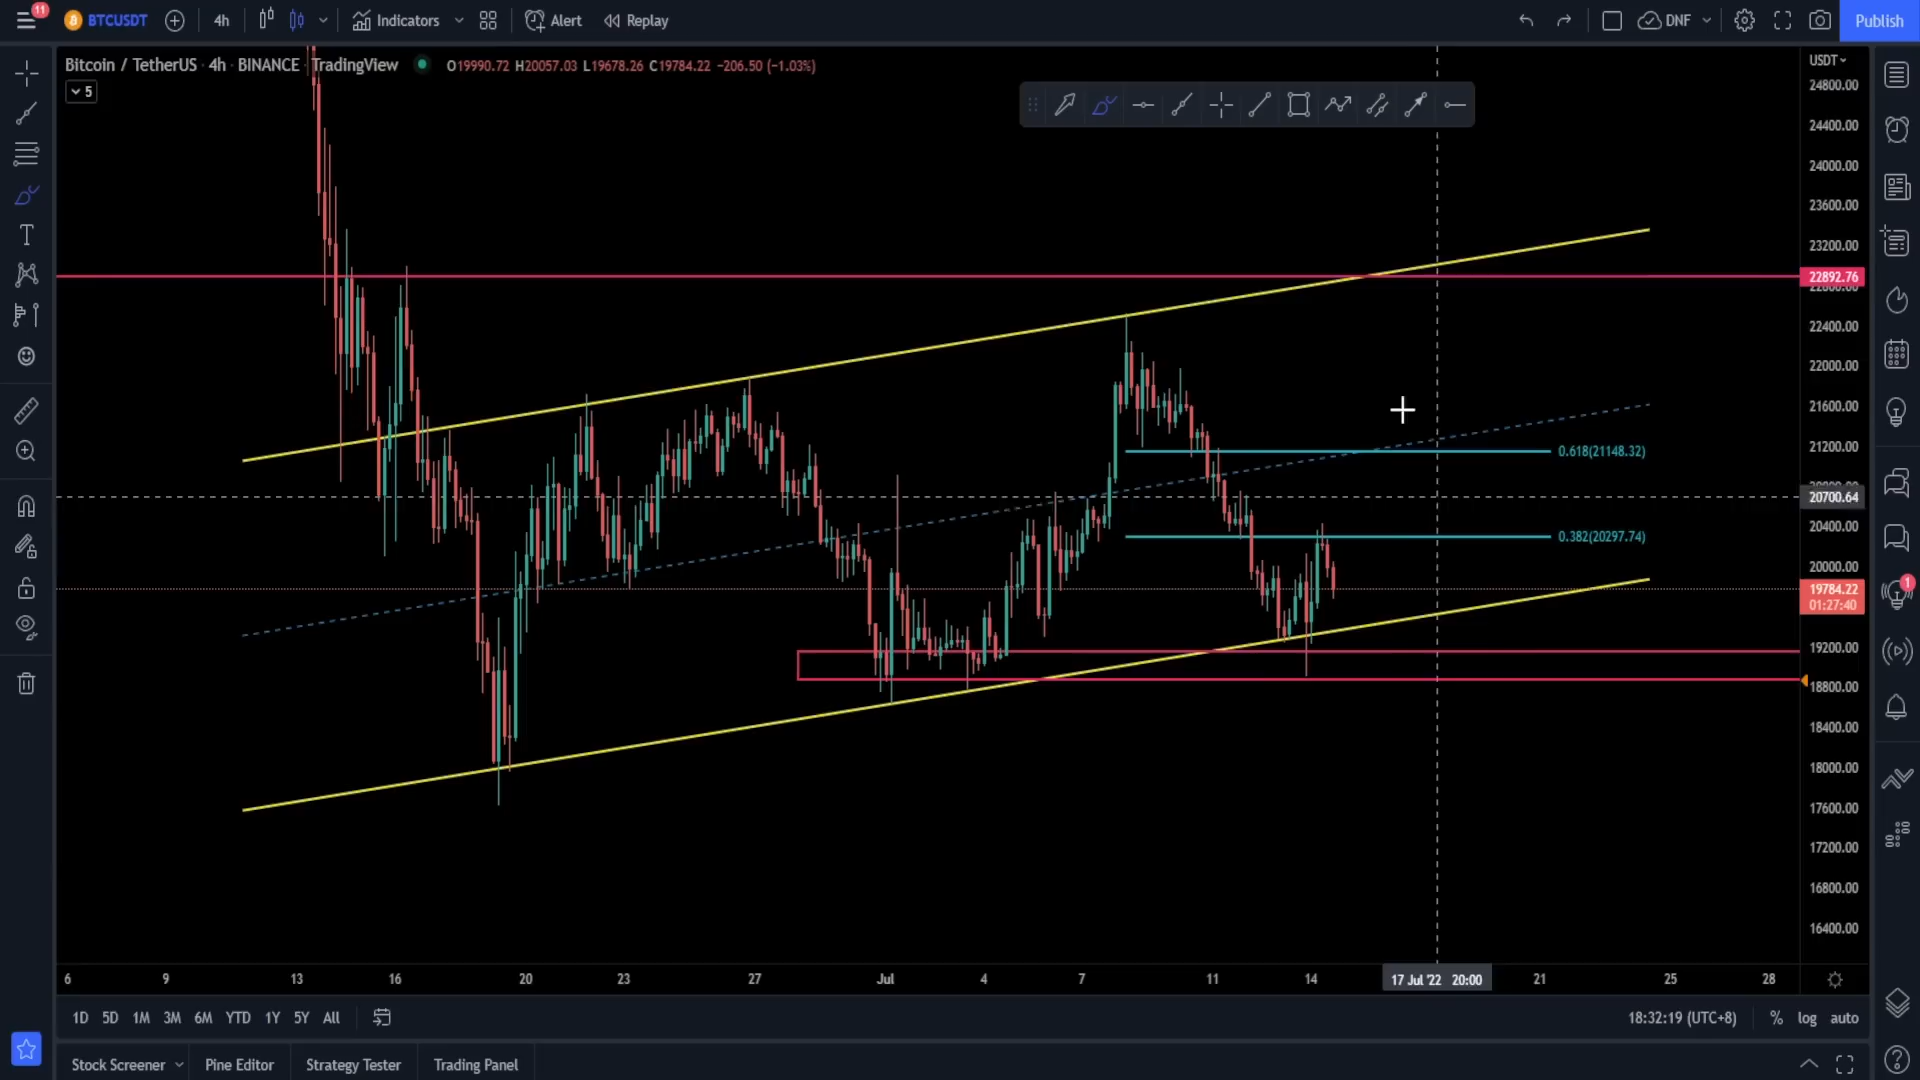 11
BTCUSDT
4h
Indicators
Alert
Replay
DNF
Publish
Bitcoin / TetherUS · 4h · BINANCE · TradingView
O19990.72 H20057.03 L19678.26 C19784.22 −206.50 (−1.03%)
5
USDT
24800.00
24400.00
24000.00
23600.00
23200.00
22892.76
22400.00
22000.00
21600.00
21200.00
0.618(21148.32)
20700.64
20400.00
0.382(20297.74)
20000.00
19784.22
01:27:40
1
19200.00
18800.00
18400.00
18000.00
17600.00
17200.00
16800.00
16400.00
6 9 13 16 20 23 27 Jul 4 7 11 14 17 Jul '22 20:00 21 25 28
1D 5D 1M 3M 6M YTD 1Y 5Y All
18:32:19 (UTC+8) % log auto
Stock Screener Pine Editor Strategy Tester Trading Panel